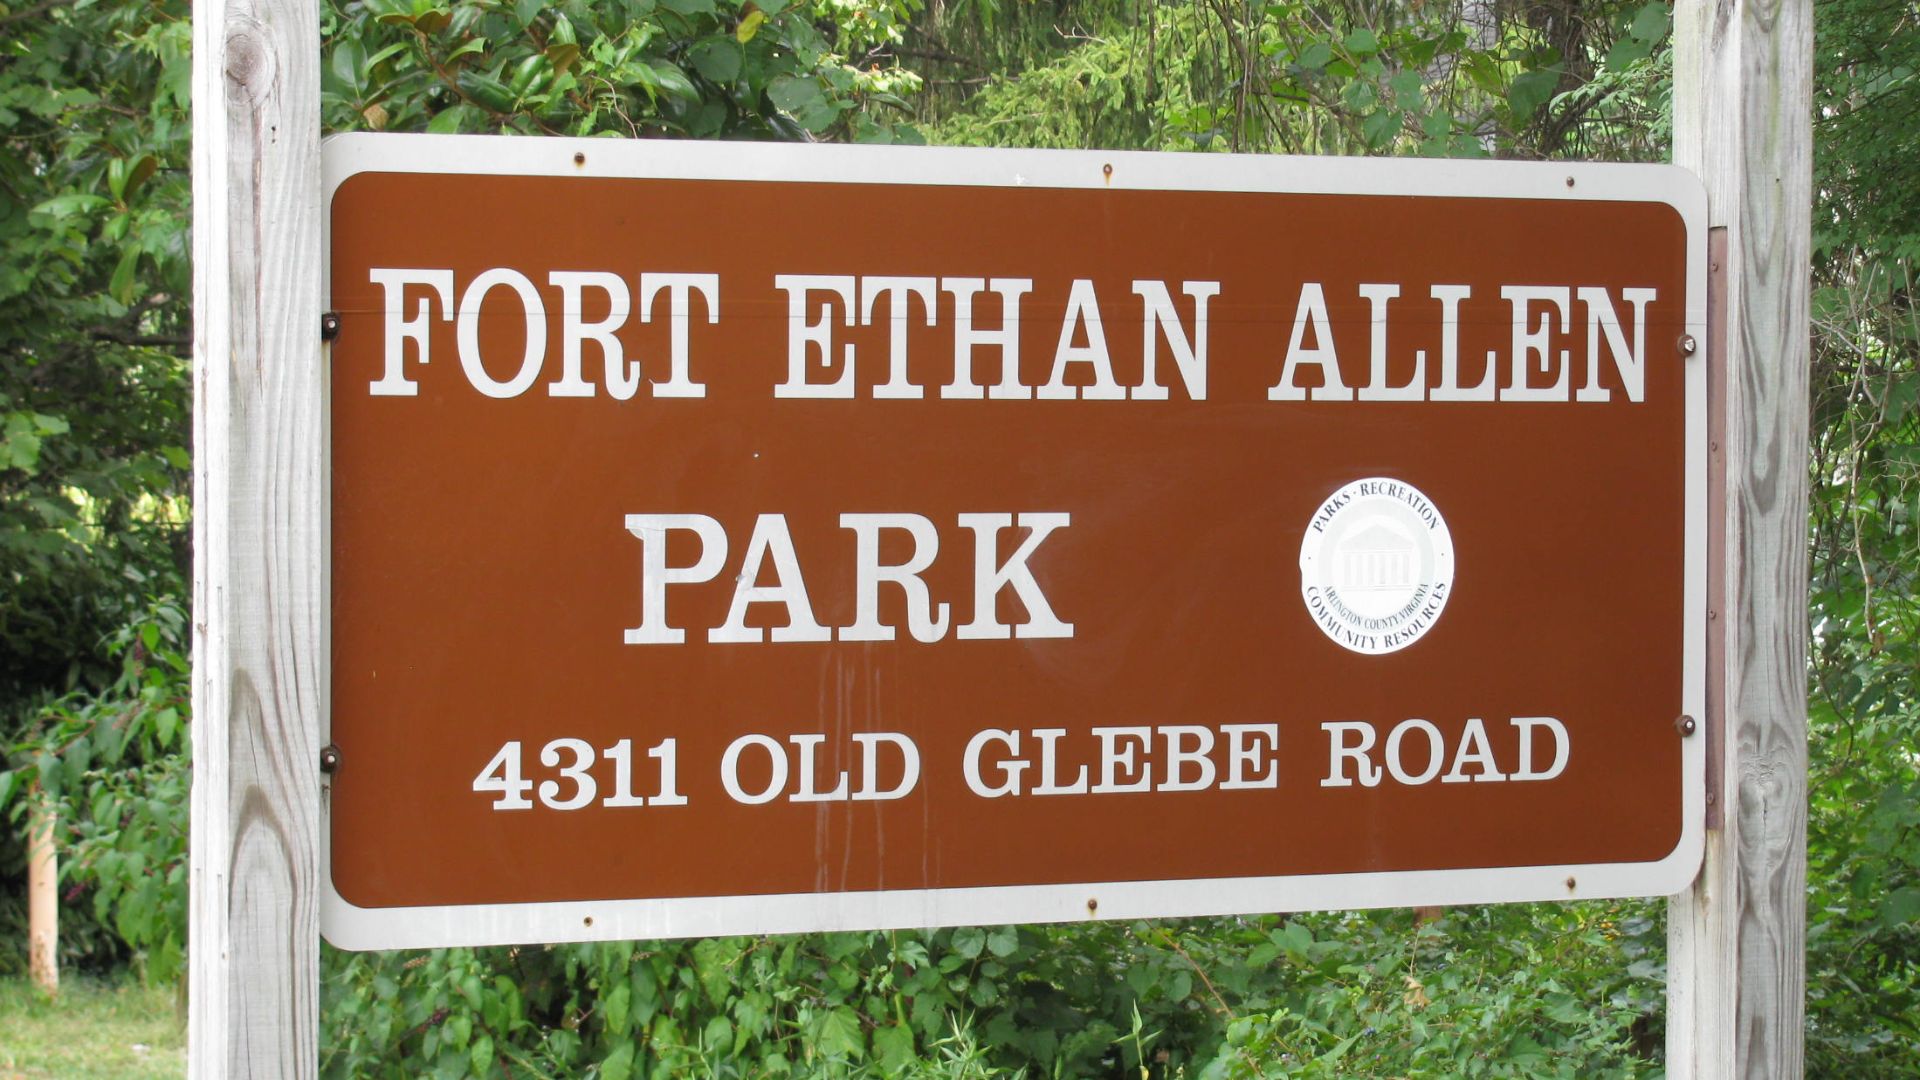 FORT ETHAN ALLEN
PARK
PARKS · RECREATION
ARLINGTON COUNTY, VIRGINIA
COMMUNITY RESOURCES
4311 OLD GLEBE ROAD